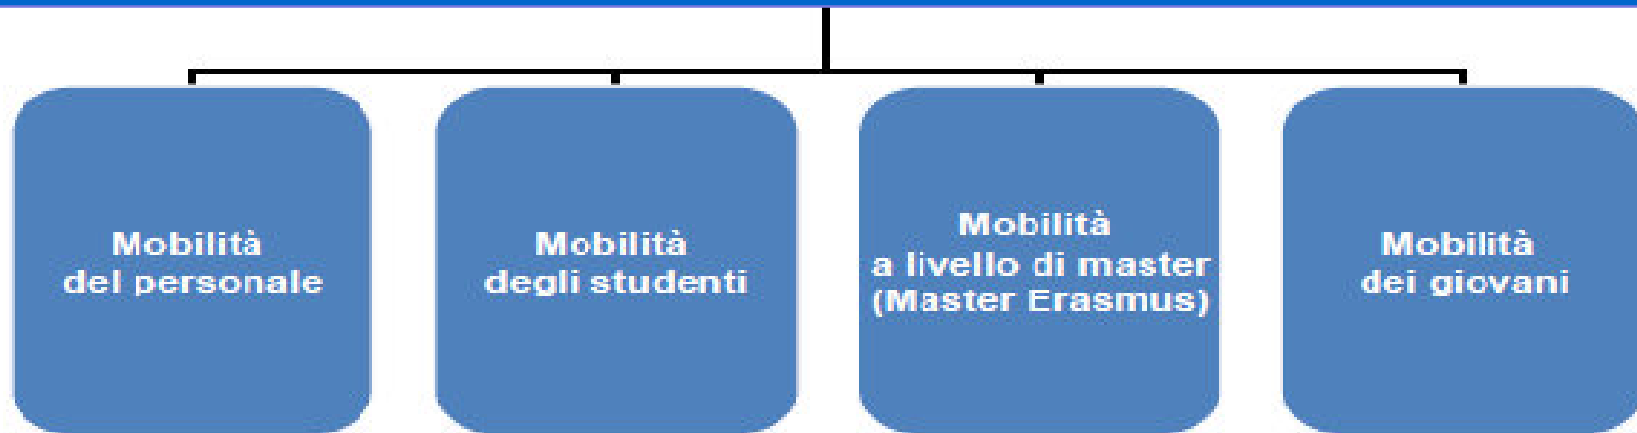 Mobilità
del personale
Mobilità
degli studenti
Mobilità
a livello di master
(Master Erasmus)
Mobilità
dei giovani